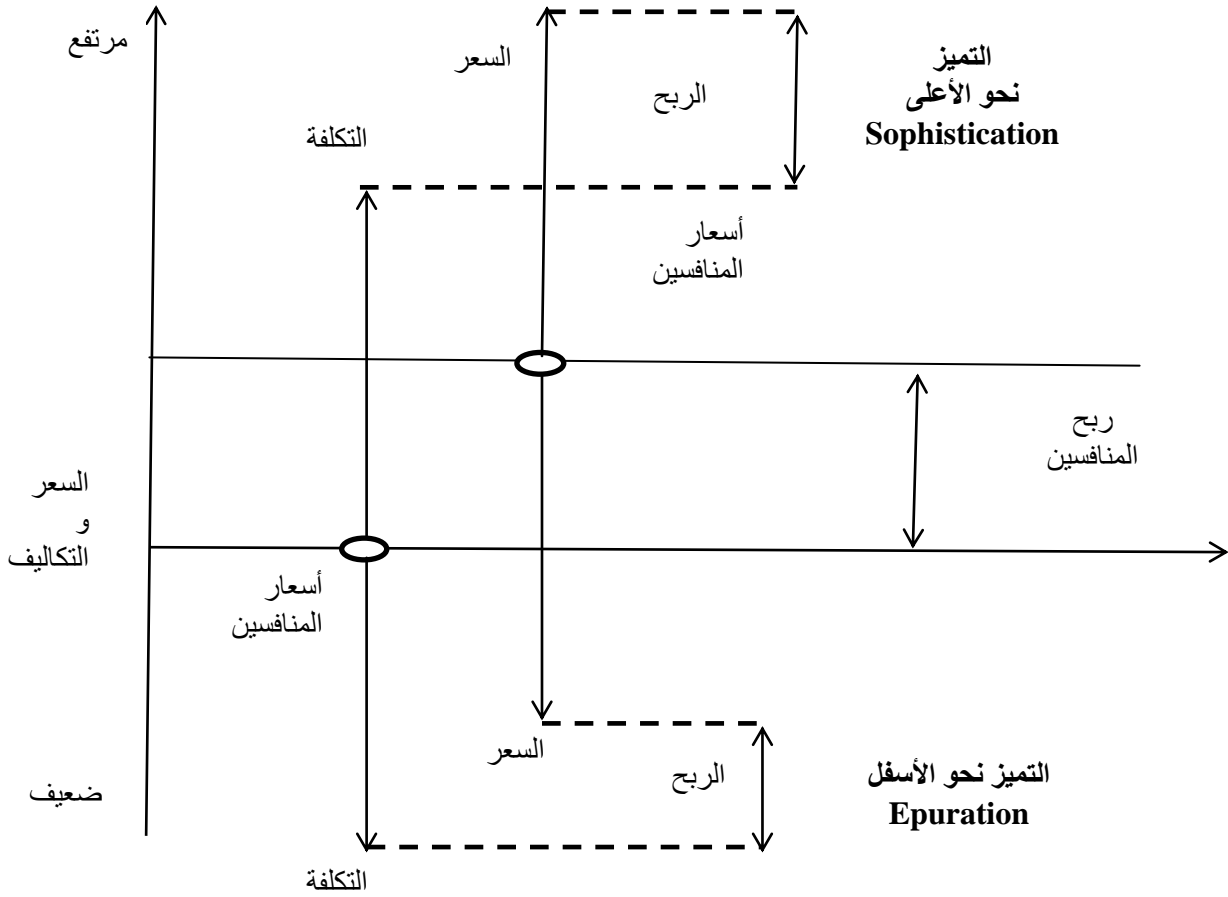 مرتفع
السعر
التميز
نحو الأعلى
Sophistication
الربح
التكلفة
أسعار
المنافسين
ربح
المنافسين
السعر
و
التكاليف
أسعار
المنافسين
السعر
الربح
التميز نحو الأسفل
Epuration
ضعيف
التكلفة